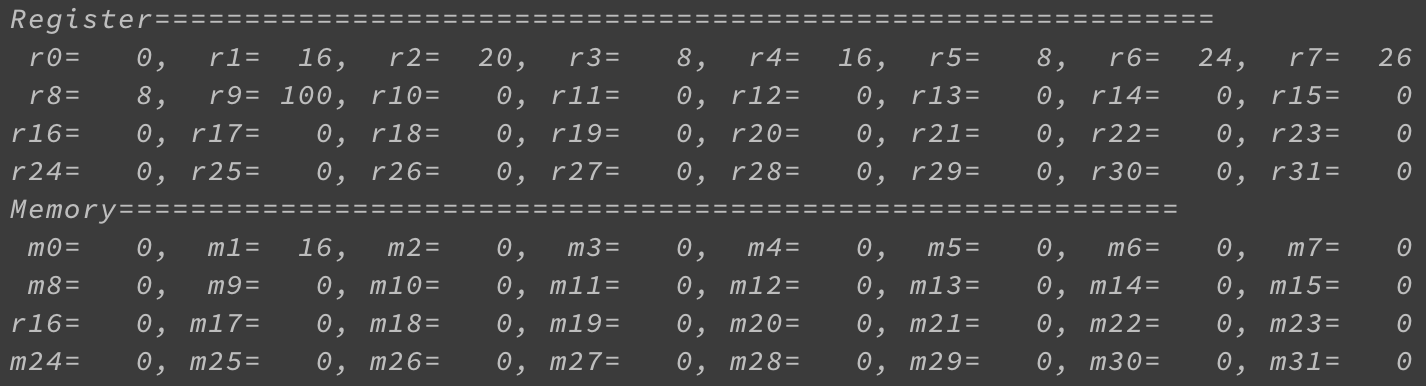 Register===========================================================
 r0=   0,  r1=  16,  r2=  20,  r3=   8,  r4=  16,  r5=   8,  r6=  24,  r7=  26
 r8=   8,  r9= 100, r10=   0, r11=   0, r12=   0, r13=   0, r14=   0, r15=   0
r16=   0, r17=   0, r18=   0, r19=   0, r20=   0, r21=   0, r22=   0, r23=   0
r24=   0, r25=   0, r26=   0, r27=   0, r28=   0, r29=   0, r30=   0, r31=   0
Memory===========================================================
 m0=   0,  m1=  16,  m2=   0,  m3=   0,  m4=   0,  m5=   0,  m6=   0,  m7=   0
 m8=   0,  m9=   0, m10=   0, m11=   0, m12=   0, m13=   0, m14=   0, m15=   0
r16=   0, m17=   0, m18=   0, m19=   0, m20=   0, m21=   0, m22=   0, m23=   0
m24=   0, m25=   0, m26=   0, m27=   0, m28=   0, m29=   0, m30=   0, m31=   0